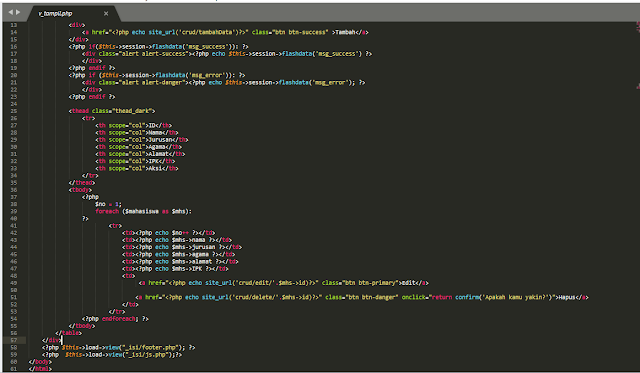 v_tampil.php
13 <div>
14 <a href="<?php echo site_url('crud/tambahData')?>" class="btn btn-success" >Tambah</a>
15 </div>
16 <?php if($this->session->flashdata('msg_success')): ?>
17 <div class="alert alert-success"><?php echo $this->session->flashdata('msg_success') ?>
18 </div>
19 <?php endif ?>
20 <?php if ($this->session->flashdata('msg_error')): ?>
21 <div class="alert alert-danger"><?php echo $this->session->flashdata('msg_error'); ?>
22 </div>
23 <?php endif ?>
24
25 <thead class="thead_dark">
26 <tr>
27 <th scope="col">ID</th>
28 <th scope="col">Nama</th>
29 <th scope="col">Jurusan</th>
30 <th scope="col">Agama</th>
31 <th scope="col">Alamat</th>
32 <th scope="col">IPK</th>
33 <th scope="col">Aksi</th>
34 </tr>
35 </thead>
36 <tbody>
37 <?php
38 $no = 1;
39 foreach ($mahasiswa as $mhs):
40 ?>
41 <tr>
42 <td><?php echo $no++ ?></td>
43 <td><?php echo $mhs->nama ?></td>
44 <td><?php echo $mhs->jurusan ?></td>
45 <td><?php echo $mhs->agama ?></td>
46 <td><?php echo $mhs->alamat ?></td>
47 <td><?php echo $mhs->IPK ?></td>
48 <td>
49 <a href="<?php echo site_url('crud/edit/'.$mhs->id)?>" class="btn btn-primary">Edit</a>
50
51 <a href="<?php echo site_url('crud/delete/'.$mhs->id)?>" class="btn btn-danger" onclick="return confirm('Apakah kamu yakin?')">Hapus</a>
52 </td>
53 </tr>
54 <?php endforeach; ?>
55 </tbody>
56 </table>
57 </div>
58 <?php $this->load->view("_isi/footer.php"); ?>
59 <?php $this->load->view("_isi/js.php");?>
60 </body>
61 </html>